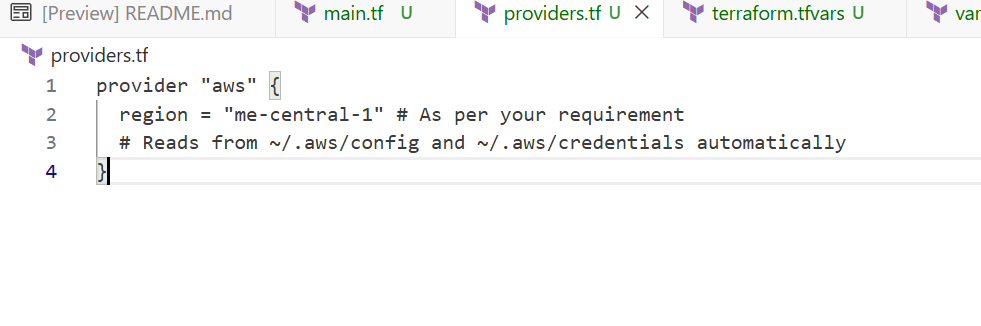 [Preview] README.md main.tf U providers.tf U terraform.tfvars U var
providers.tf
1 provider "aws" {
2 region = "me-central-1" # As per your requirement
3 # Reads from ~/.aws/config and ~/.aws/credentials automatically
4 }